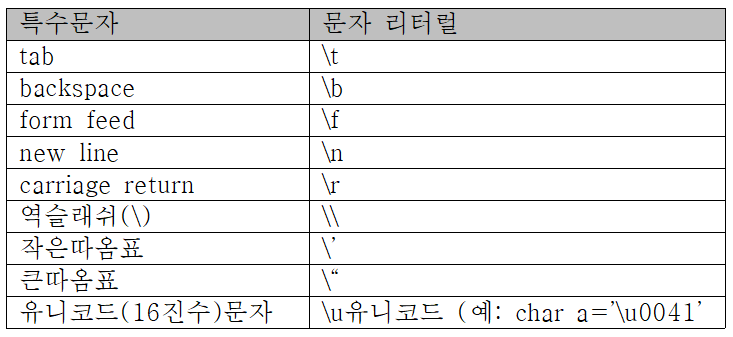 특수문자 문자 리터럴
tab \t
backspace \b
form feed \f
new line \n
carriage return \r
역슬래쉬(\) \\
작은따옴표 \’
큰따옴표 \“
유니코드(16진수)문자 \u유니코드 (예: char a='\u0041’